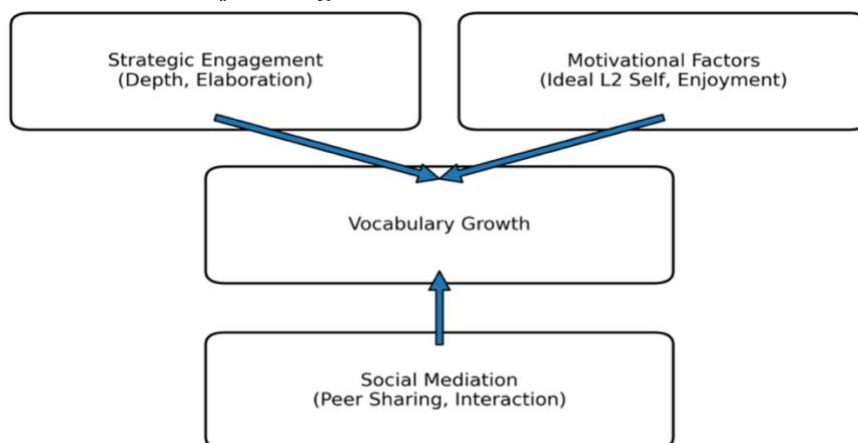 Strategic Engagement
(Depth, Elaboration)
Motivational Factors
(Ideal L2 Self, Enjoyment)
Vocabulary Growth
Social Mediation
(Peer Sharing, Interaction)